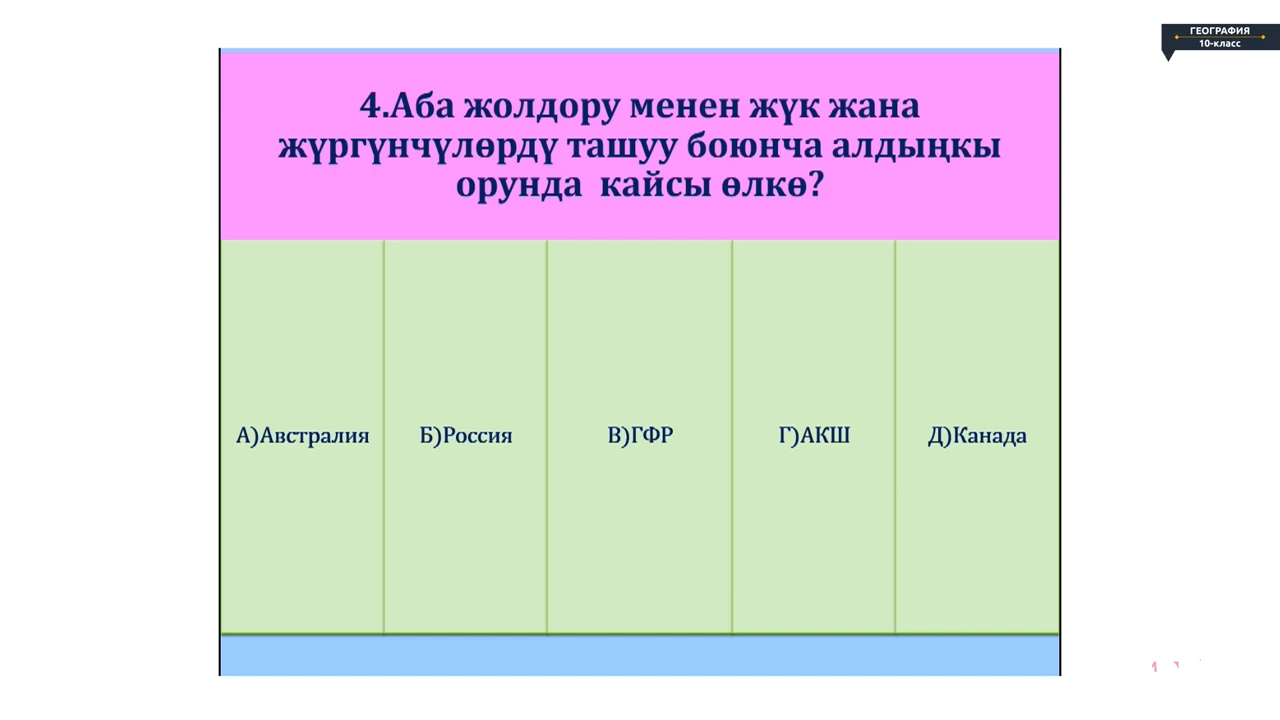 ГЕОГРАФИЯ
10-класс
4.Аба жолдору менен жүк жана
жүргүнчүлөрдү ташуу боюнча алдыңкы
орунда кайсы өлкө?
А)Австралия
Б)Россия
В)ГФР
Г)АКШ
Д)Канада